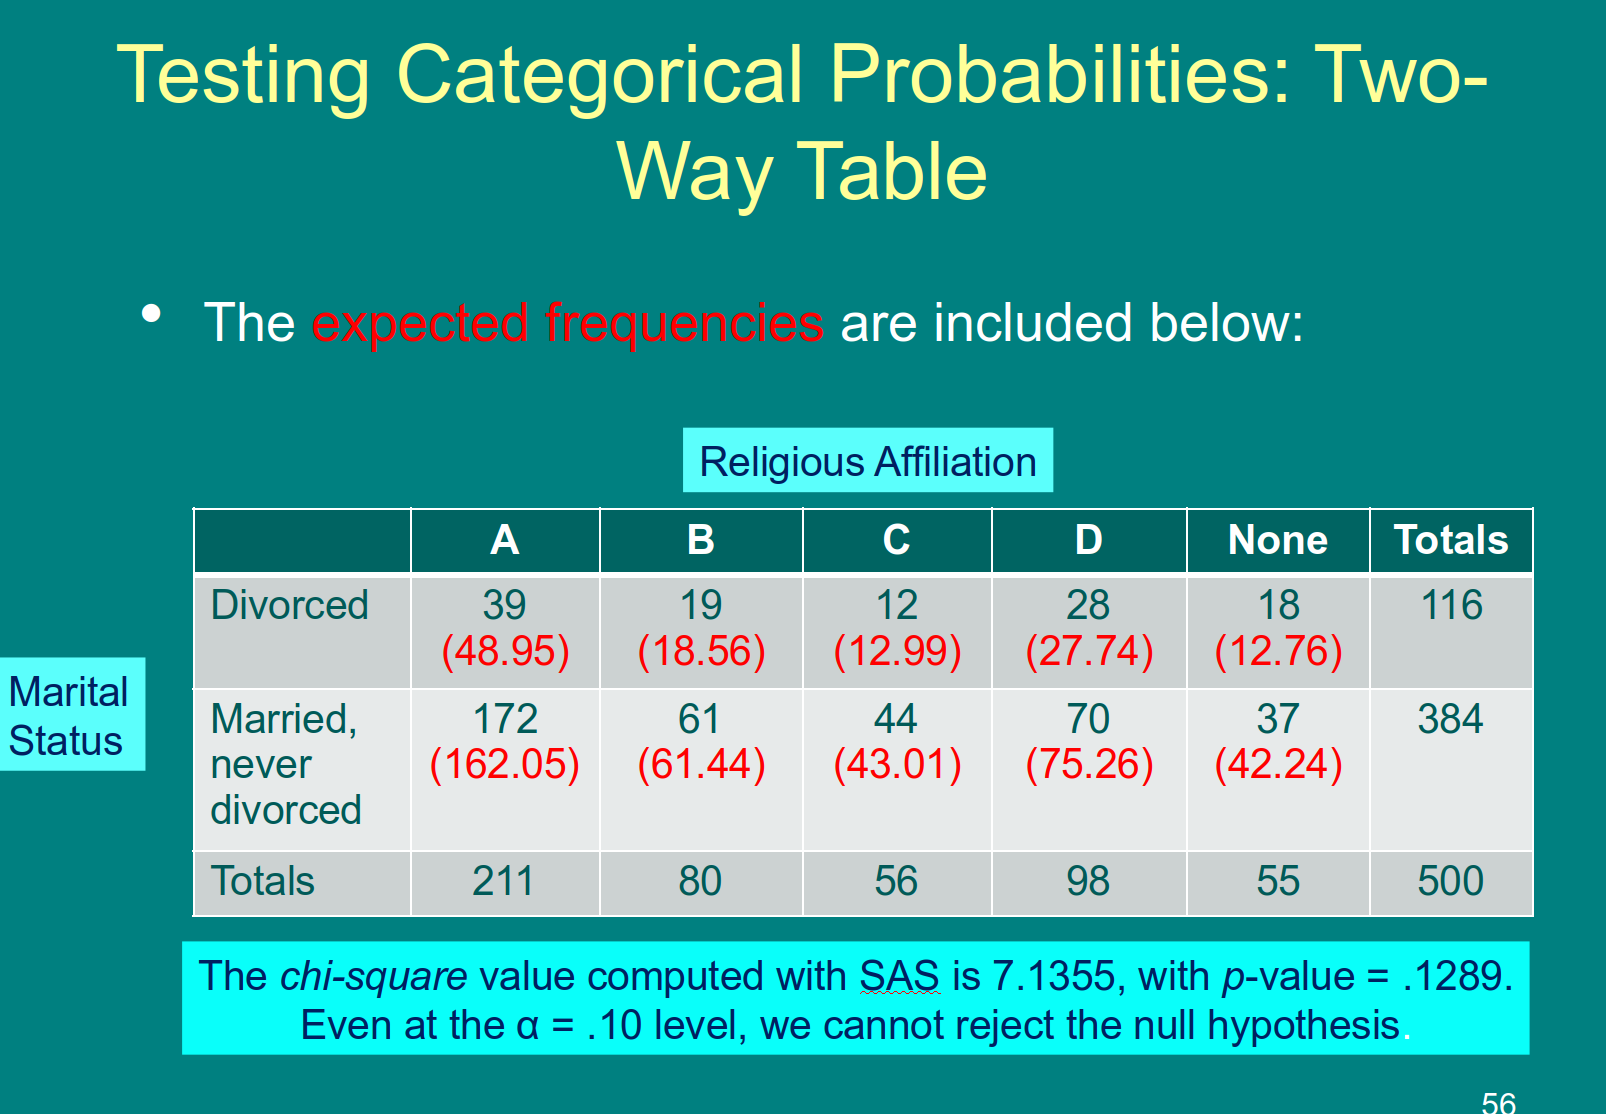 Testing Categorical Probabilities: Two-
Way Table
• The expected frequencies are included below:
Religious Affiliation
A B C D None Totals
Divorced 39 19 12 28 18 116
(48.95) (18.56) (12.99) (27.74) (12.76)
Marital
Status
Married, 172 61 44 70 37 384
never (162.05) (61.44) (43.01) (75.26) (42.24)
divorced
Totals 211 80 56 98 55 500
The chi-square value computed with SAS is 7.1355, with p-value = .1289.
Even at the α = .10 level, we cannot reject the null hypothesis.
56